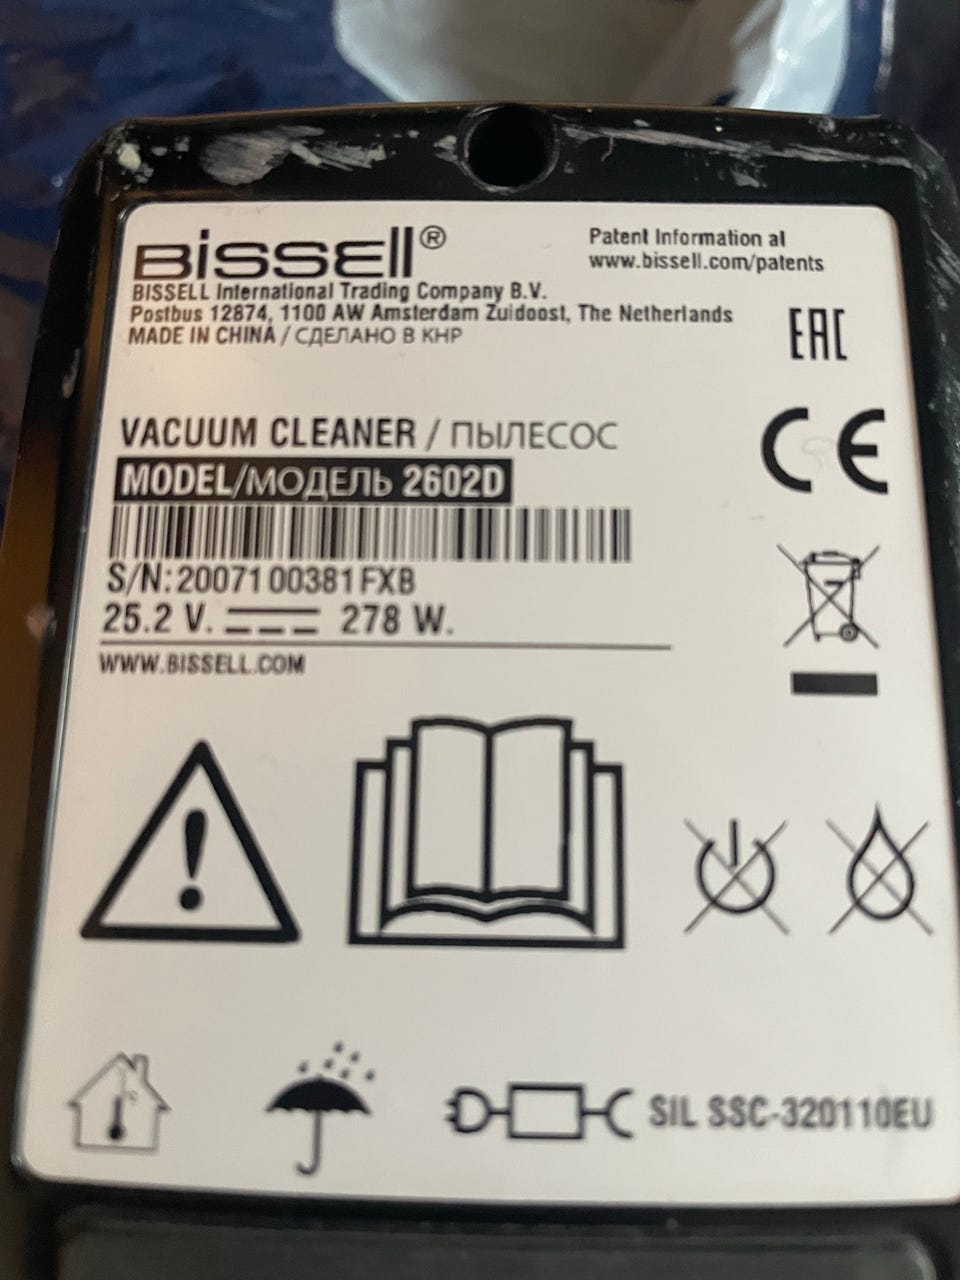 BISSELL®
Patent Information at
www.bissell.com/patents
BISSELL International Trading Company B.V.
Postbus 12874, 1100 AW Amsterdam Zuidoost, The Netherlands
MADE IN CHINA / СДЕЛАНО В КНР
EAC
CE
VACUUM CLEANER / ПЫЛЕСОС
MODEL/МОДЕЛЬ 2602D
S/N: 20071 00381 FXB
25.2 V. 278 W.
WWW.BISSELL.COM
°C
SIL SSC-320110EU